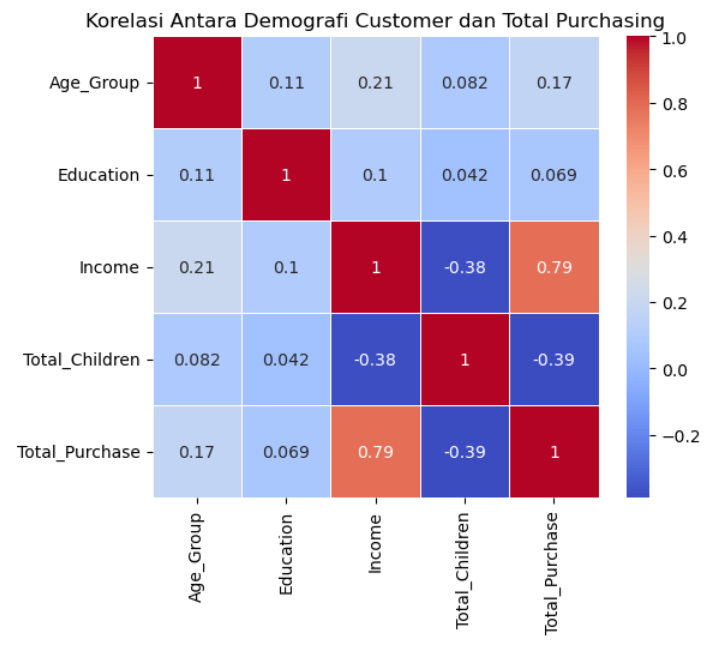 Korelasi Antara Demografi Customer dan Total Purchasing
Age_Group 1 0.11 0.21 0.082 0.17
Education 0.11 1 0.1 0.042 0.069
Income 0.21 0.1 1 -0.38 0.79
Total_Children 0.082 0.042 -0.38 1 -0.39
Total_Purchase 0.17 0.069 0.79 -0.39 1
Age_Group
Education
Income
Total_Children
Total_Purchase
1.0
0.8
0.6
0.4
0.2
0.0
−0.2